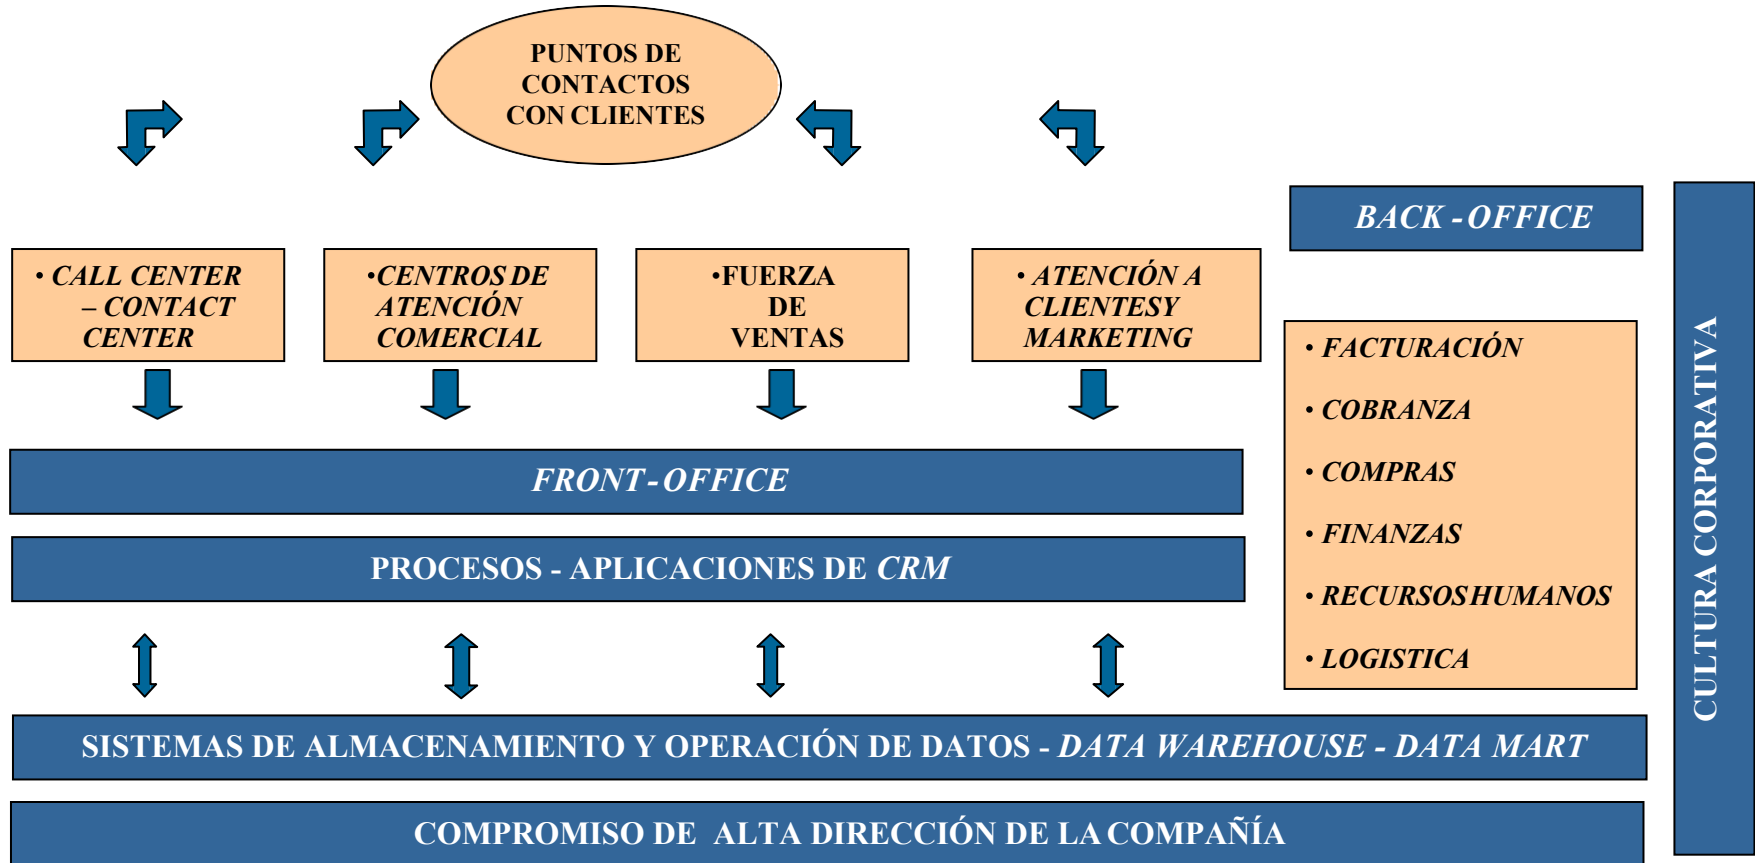 PUNTOS DE
CONTACTOS
CON CLIENTES
BACK - OFFICE
• CALL CENTER
– CONTACT
CENTER
•CENTROS DE
ATENCIÓN
COMERCIAL
•FUERZA
DE
VENTAS
• ATENCIÓN A
CLIENTESY
MARKETING
• FACTURACIÓN
• COBRANZA
• COMPRAS
• FINANZAS
• RECURSOS HUMANOS
• LOGISTICA
CULTURA CORPORATIVA
FRONT - OFFICE
PROCESOS - APLICACIONES DE CRM
SISTEMAS DE ALMACENAMIENTO Y OPERACIÓN DE DATOS - DATA WAREHOUSE - DATA MART
COMPROMISO DE ALTA DIRECCIÓN DE LA COMPAÑÍA